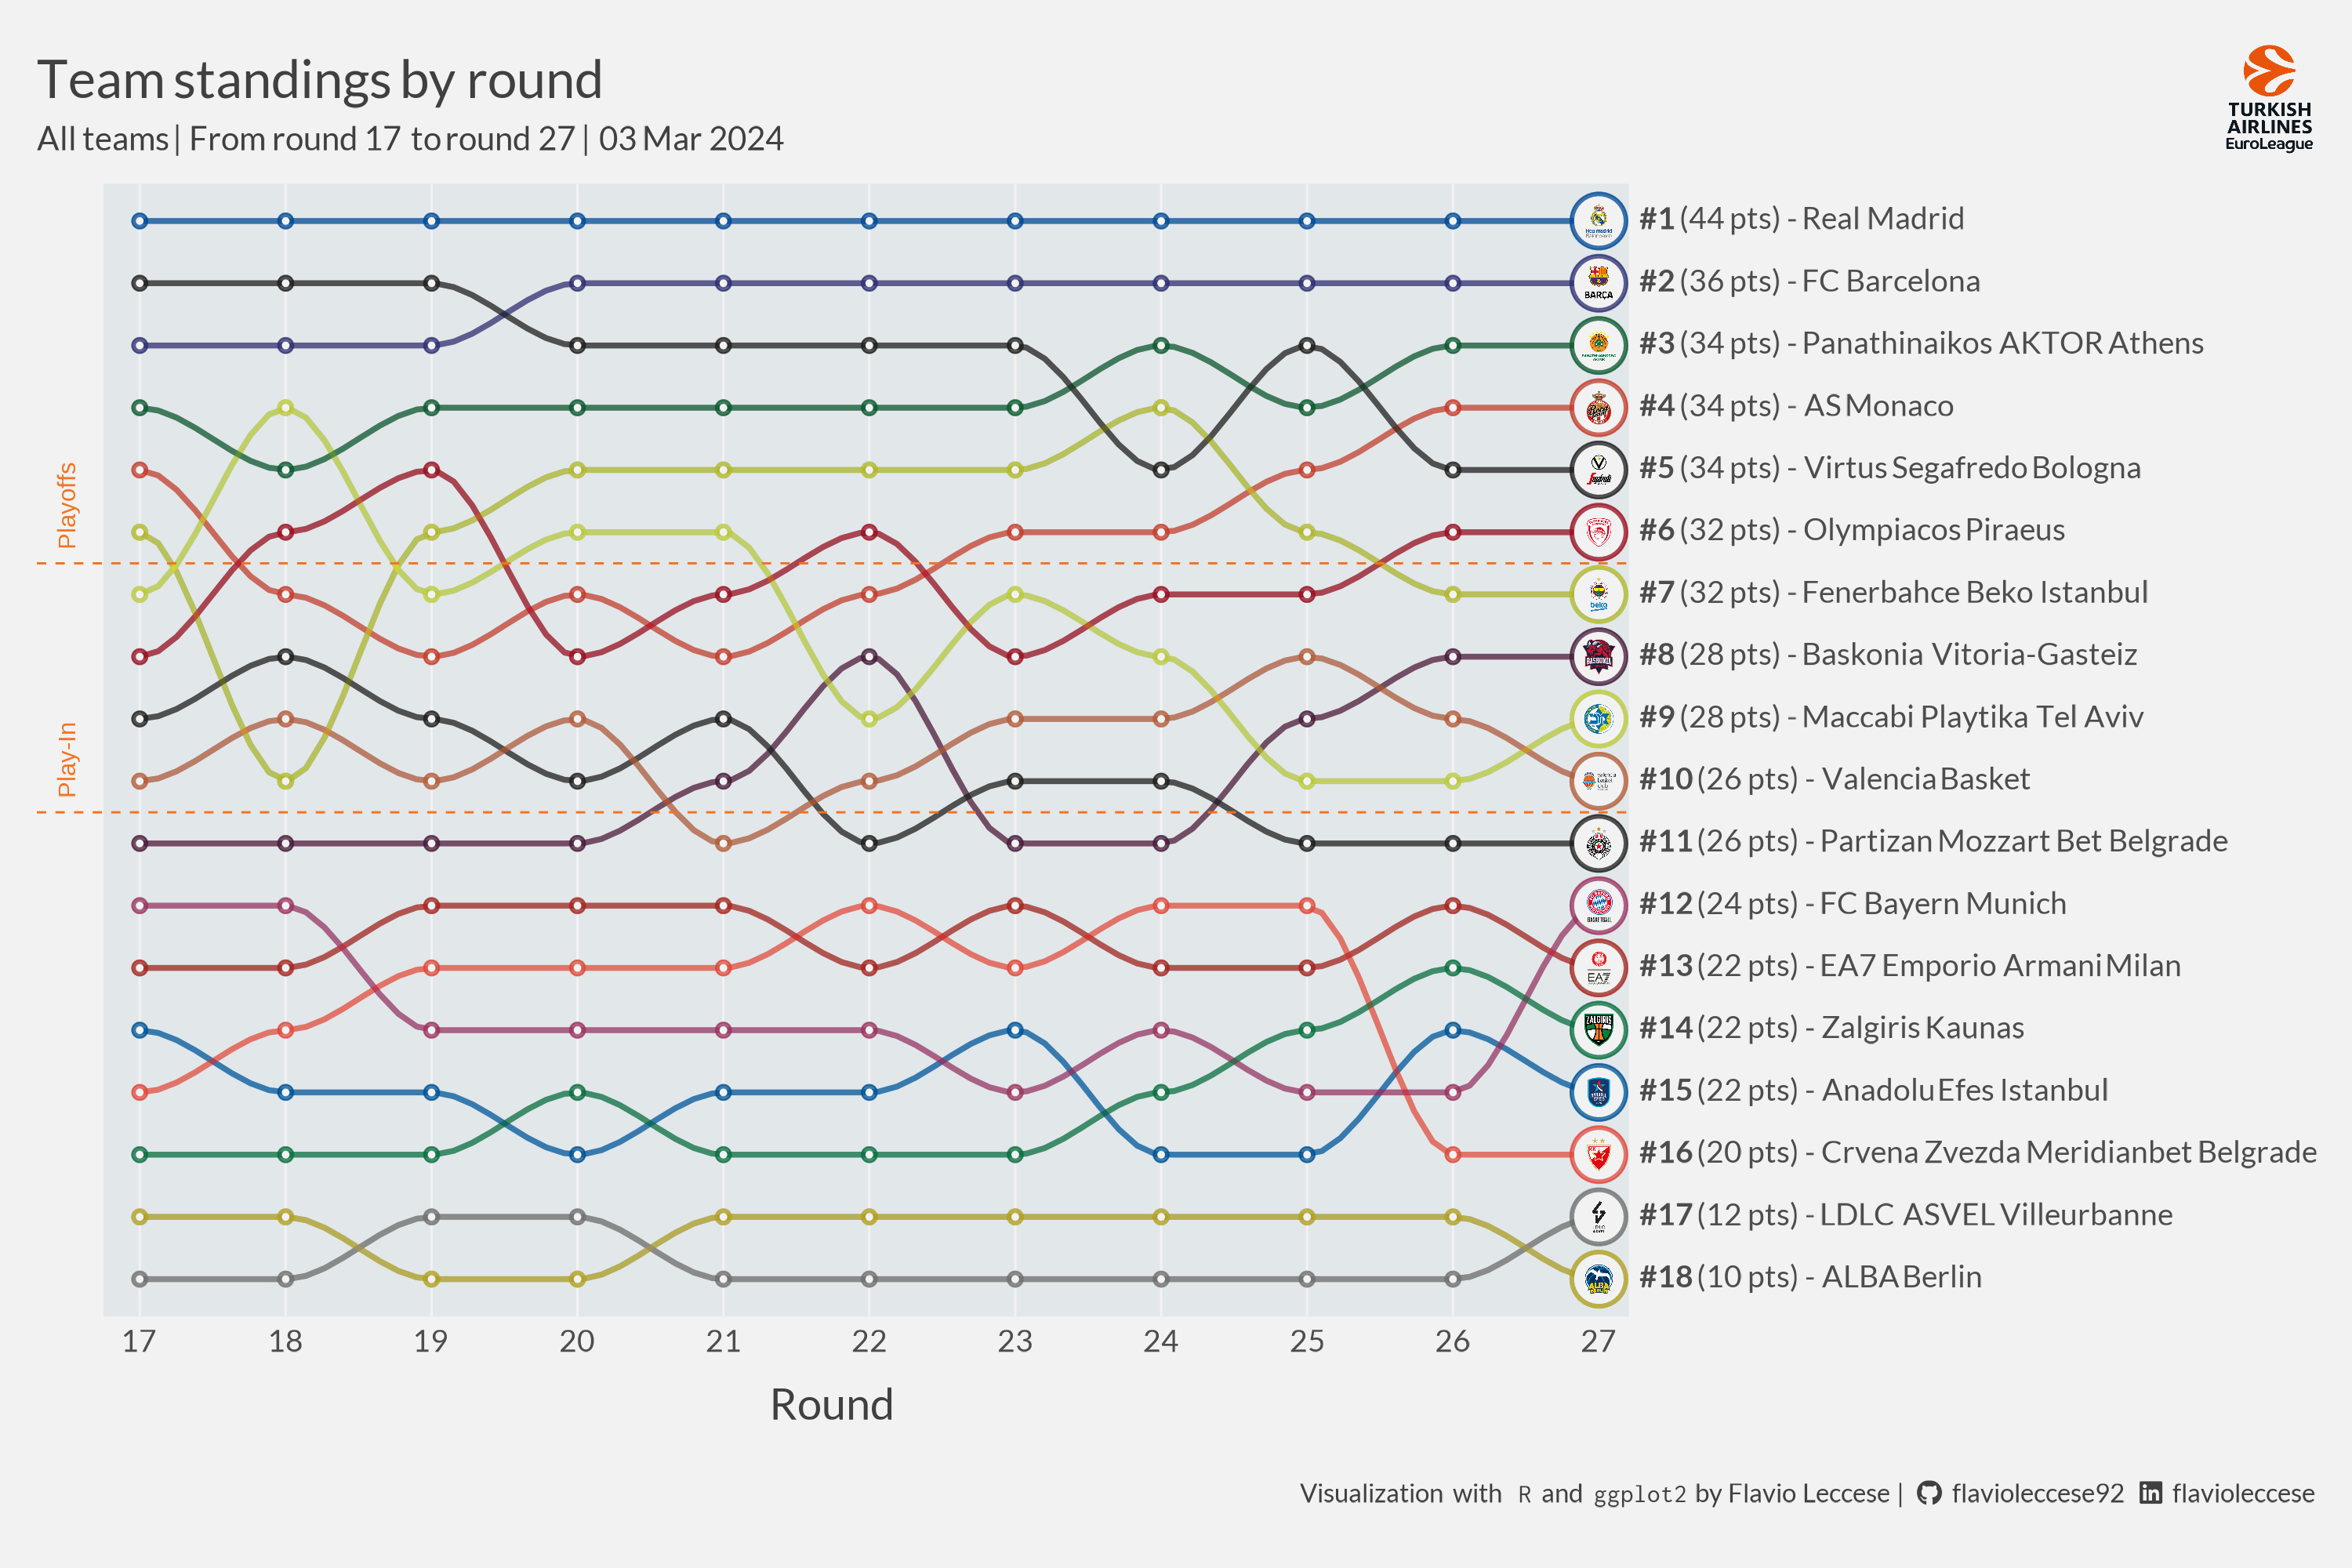 Team standings by round
All teams | From round 17 to round 27 | 03 Mar 2024
TURKISH
AIRLINES
EuroLeague
Playoffs
Play-In
#1 (44 pts) - Real Madrid
#2 (36 pts) - FC Barcelona
BARÇA
#3 (34 pts) - Panathinaikos AKTOR Athens
#4 (34 pts) - AS Monaco
#5 (34 pts) - Virtus Segafredo Bologna
#6 (32 pts) - Olympiacos Piraeus
#7 (32 pts) - Fenerbahce Beko Istanbul
beko
#8 (28 pts) - Baskonia Vitoria-Gasteiz
BASKONIA
#9 (28 pts) - Maccabi Playtika Tel Aviv
#10 (26 pts) - Valencia Basket
#11 (26 pts) - Partizan Mozzart Bet Belgrade
#12 (24 pts) - FC Bayern Munich
#13 (22 pts) - EA7 Emporio Armani Milan
EA7
#14 (22 pts) - Zalgiris Kaunas
ZALGIRIS
#15 (22 pts) - Anadolu Efes Istanbul
#16 (20 pts) - Crvena Zvezda Meridianbet Belgrade
#17 (12 pts) - LDLC ASVEL Villeurbanne
#18 (10 pts) - ALBA Berlin
ALBA
17 18 19 20 21 22 23 24 25 26 27
Round
Visualization with R and ggplot2 by Flavio Leccese | flavioleccese92 in flavioleccese